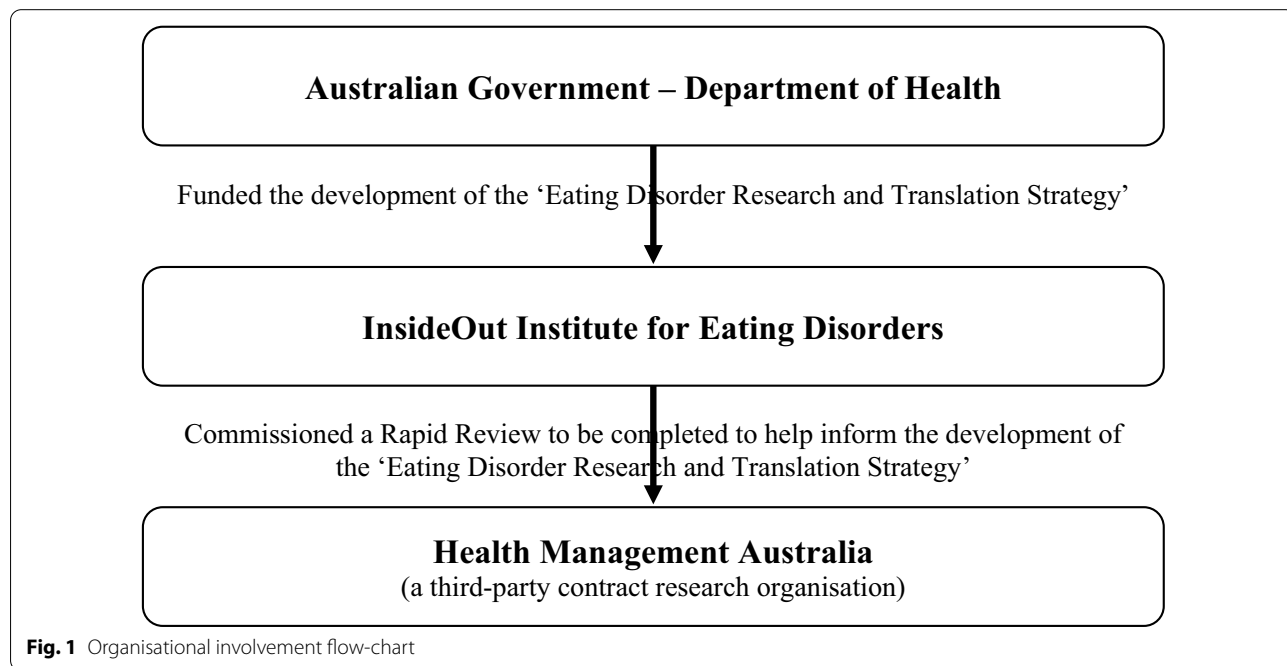 Australian Government – Department of Health
Funded the development of the ‘Eating Disorder Research and Translation Strategy’
InsideOut Institute for Eating Disorders
Commissioned a Rapid Review to be completed to help inform the development of
the ‘Eating Disorder Research and Translation Strategy’
Health Management Australia
(a third-party contract research organisation)
Fig. 1 Organisational involvement flow-chart